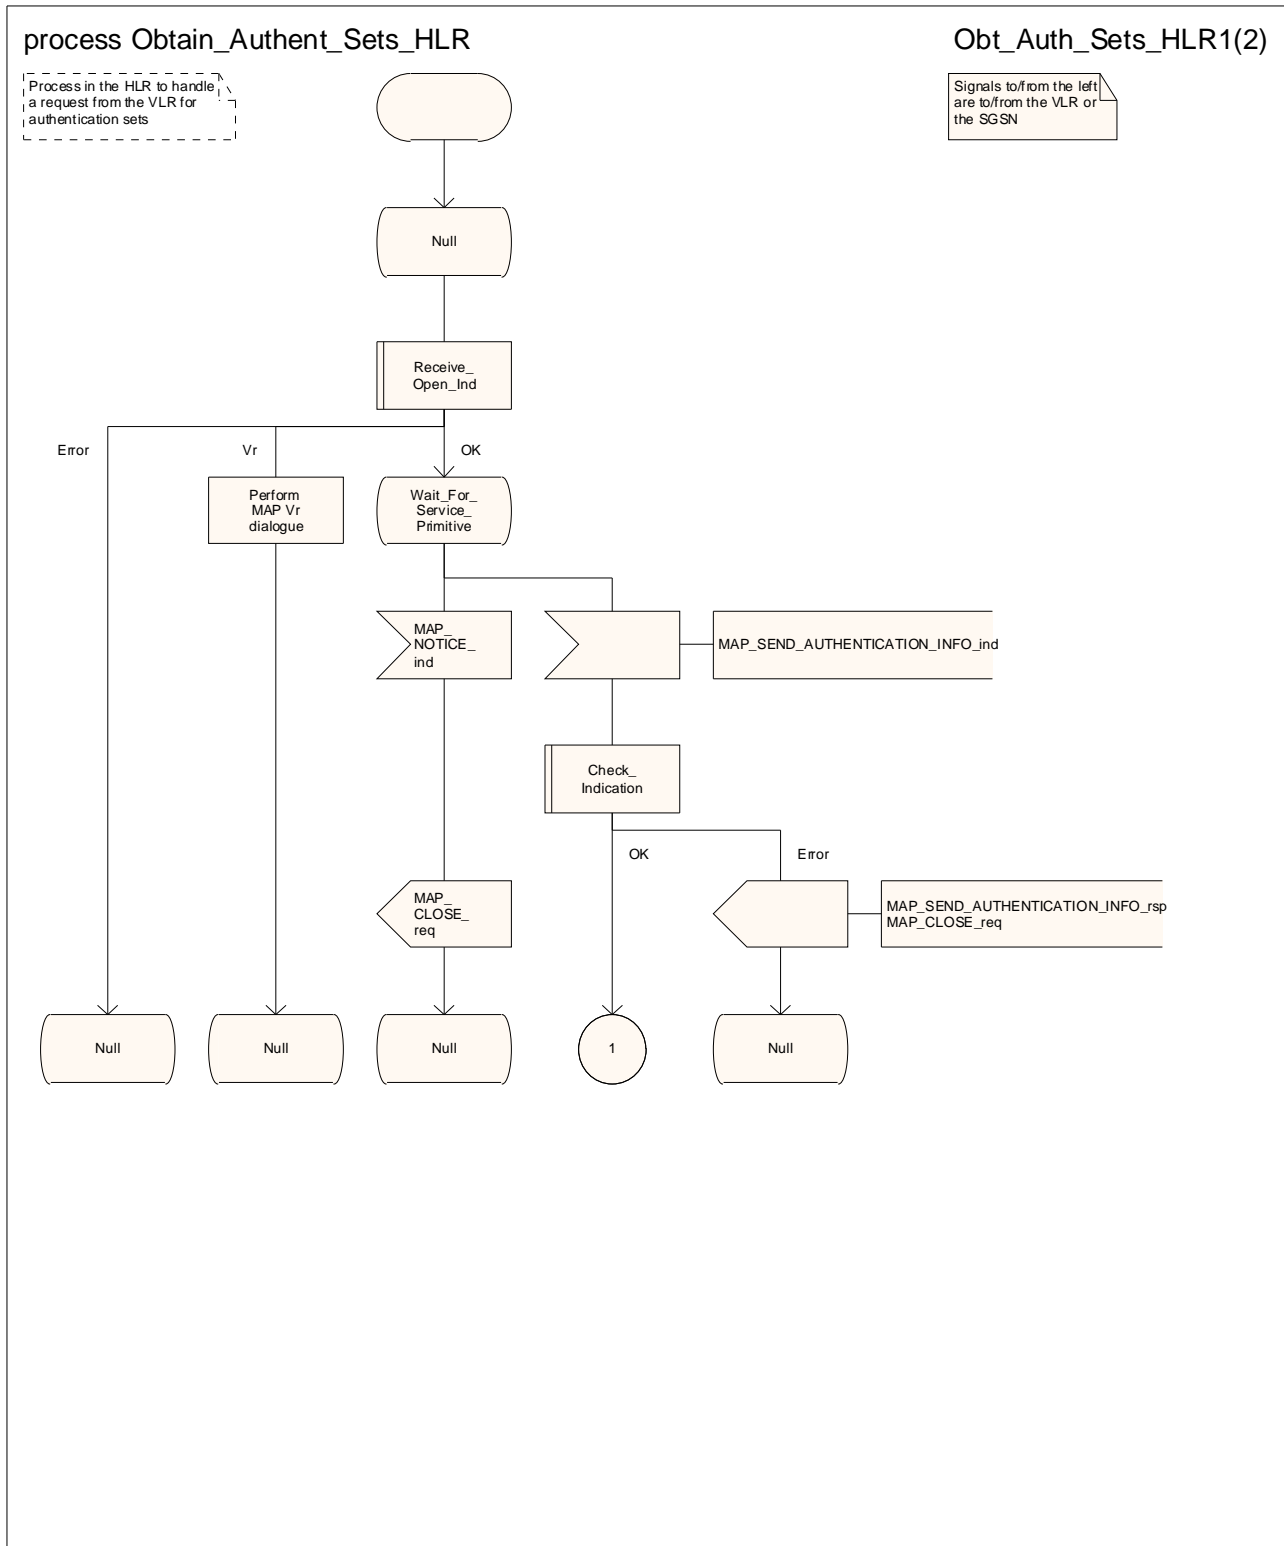 process Obtain_Authent_Sets_HLR
Obt_Auth_Sets_HLR1(2)
Process in the HLR to handle
a request from the VLR for
authentication sets
Signals to/from the left
are to/from the VLR or
the SGSN
Null
Receive_
Open_Ind
Error
Vr
OK
Perform
MAP Vr
dialogue
Wait_For_
Service_
Primitive
MAP_
NOTICE_
ind
MAP_SEND_AUTHENTICATION_INFO_ind
Check_
Indication
OK
Error
MAP_
CLOSE_
req
MAP_SEND_AUTHENTICATION_INFO_rsp
MAP_CLOSE_req
Null
Null
Null
1
Null